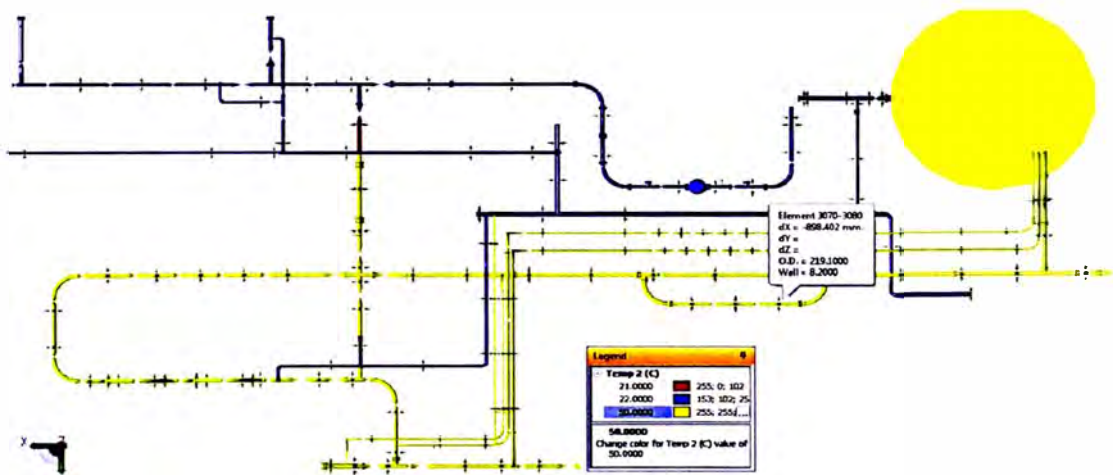 Element 3070-3080
dX = -898.402 mm.
dY =
dZ =
O.D. = 219.1000
Wall = 8.2000
Legend
Temp 2 (C)
21.0000 255; 0; 102
22.0000 153; 102; 25
50.0000 255; 255;...
50.0000
Change color for Temp 2 (C) value of
50.0000
X
Z